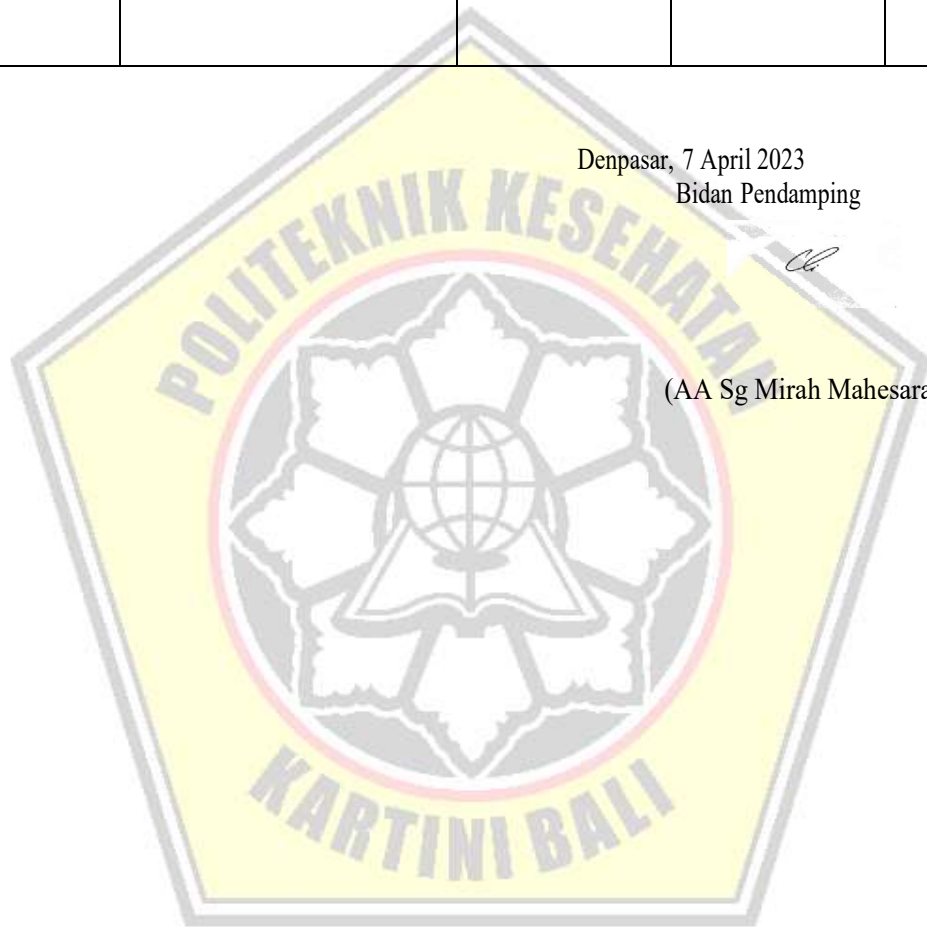 Denpasar, 7 April 2023
Bidan Pendamping
(AA Sg Mirah Mahesara
POLITEKNIK KESEHATAN
KARTINI BALI